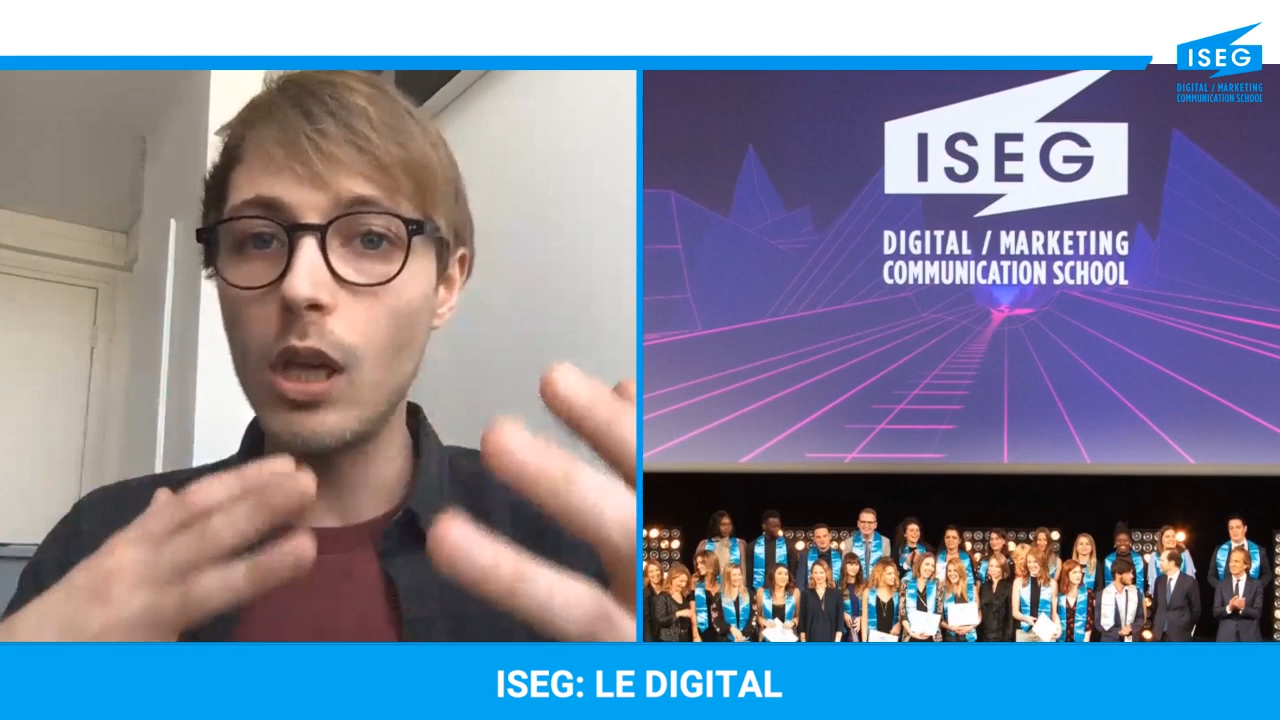 ISEG
DIGITAL / MARKETING
COMMUNICATION SCHOOL
ISEG
DIGITAL / MARKETING
COMMUNICATION SCHOOL
ISEG: LE DIGITAL